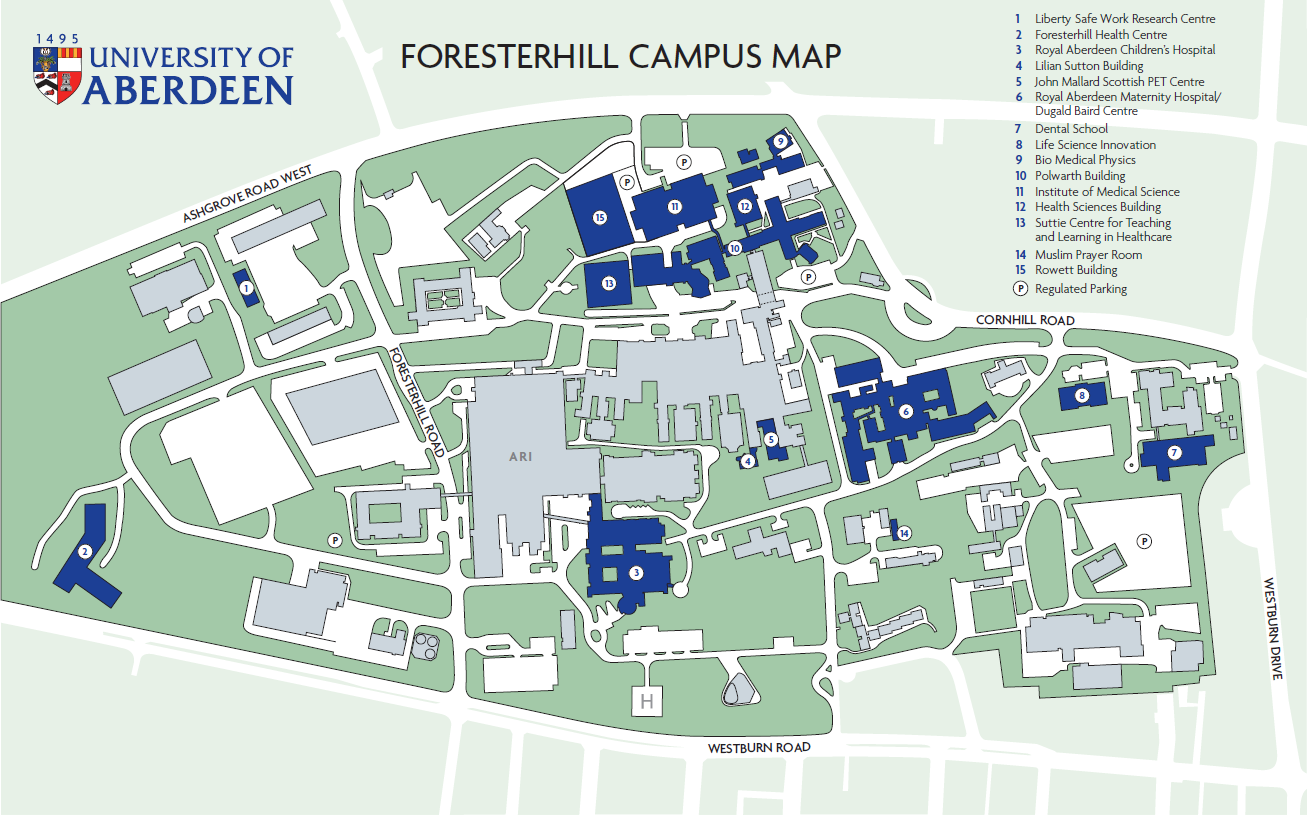 1495
UNIVERSITY OF
ABERDEEN
FORESTERHILL CAMPUS MAP
1 Liberty Safe Work Research Centre
2 Foresterhill Health Centre
3 Royal Aberdeen Children's Hospital
4 Lilian Sutton Building
5 John Mallard Scottish PET Centre
6 Royal Aberdeen Maternity Hospital/
Dugald Baird Centre
7 Dental School
8 Life Science Innovation
9 Bio Medical Physics
10 Polwarth Building
11 Institute of Medical Science
12 Health Sciences Building
13 Suttie Centre for Teaching
and Learning in Healthcare
14 Muslim Prayer Room
15 Rowett Building
P Regulated Parking
ASHGROVE ROAD WEST
9
P
P
15
11
12
10
13
P
1
CORNHILL ROAD
FORESTERHILL ROAD
8
6
5
4
ARI
7
14
P
P
2
3
WESTBURN DRIVE
H
WESTBURN ROAD